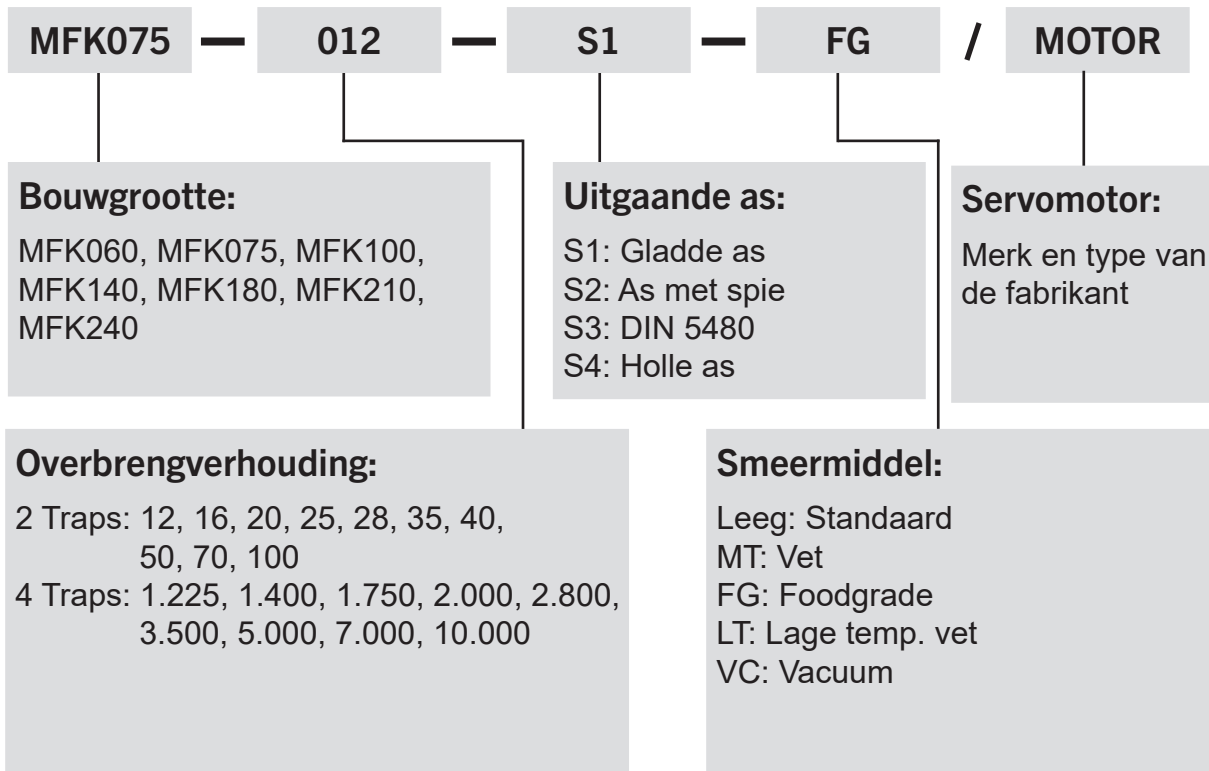 MFK075 — 012 — S1 — FG / MOTOR
Bouwgrootte:
MFK060, MFK075, MFK100,
MFK140, MFK180, MFK210,
MFK240
Uitgaande as:
S1: Gladde as
S2: As met spie
S3: DIN 5480
S4: Holle as
Servomotor:
Merk en type van
de fabrikant
Overbrengverhouding:
2 Traps: 12, 16, 20, 25, 28, 35, 40,
50, 70, 100
4 Traps: 1.225, 1.400, 1.750, 2.000, 2.800,
3.500, 5.000, 7.000, 10.000
Smeermiddel:
Leeg: Standaard
MT: Vet
FG: Foodgrade
LT: Lage temp. vet
VC: Vacuum